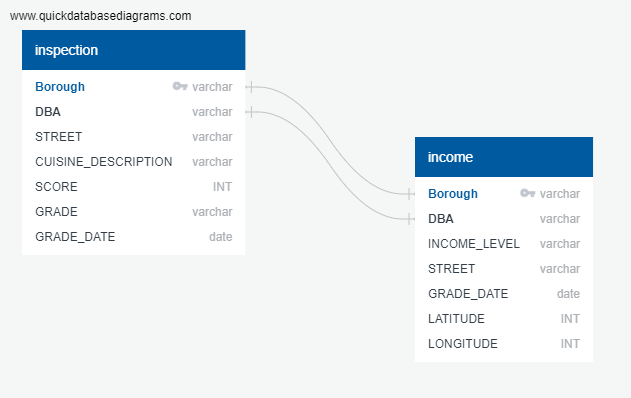 www.quickdatabasediagrams.com
inspection
Borough varchar
DBA varchar
STREET varchar
CUISINE_DESCRIPTION varchar
SCORE INT
GRADE varchar
GRADE_DATE date
income
Borough varchar
DBA varchar
INCOME_LEVEL varchar
STREET varchar
GRADE_DATE date
LATITUDE INT
LONGITUDE INT